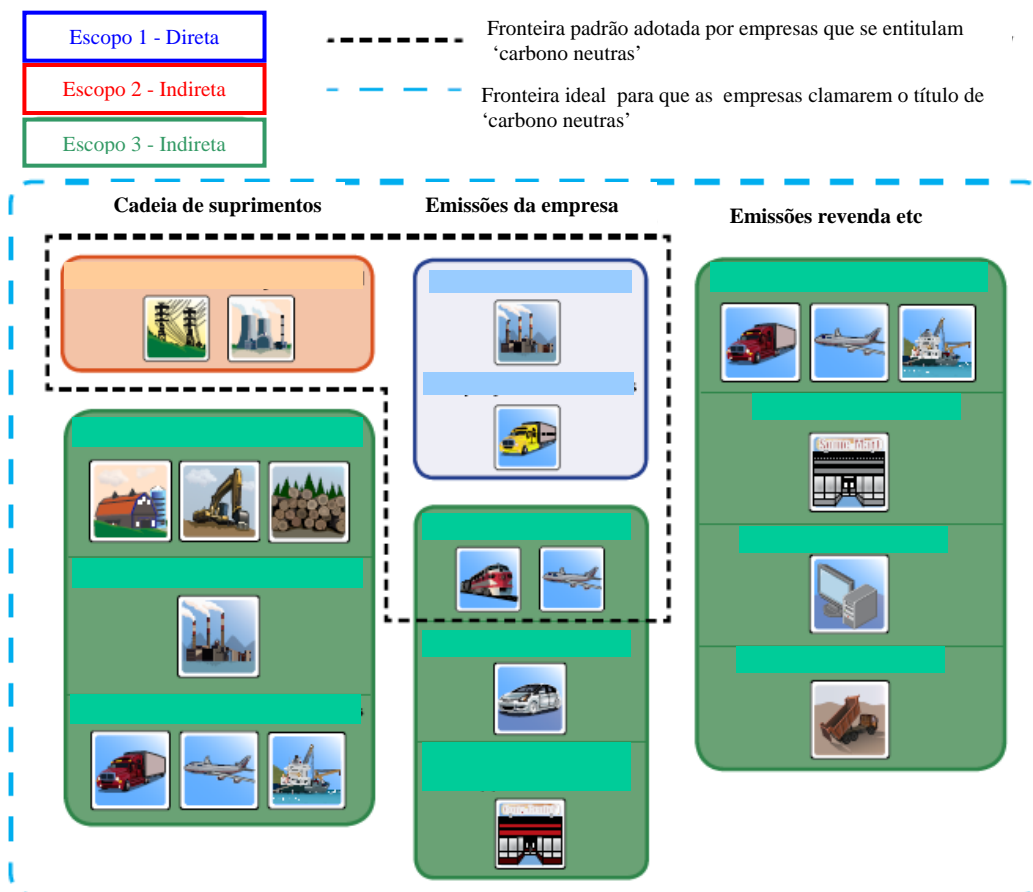 Escopo 1 - Direta
Escopo 2 - Indireta
Escopo 3 - Indireta
Fronteira padrão adotada por empresas que se entitulam
‘carbono neutras’
Fronteira ideal para que as empresas clamarem o título de
‘carbono neutras’
Cadeia de suprimentos
Emissões da empresa
Emissões revenda etc